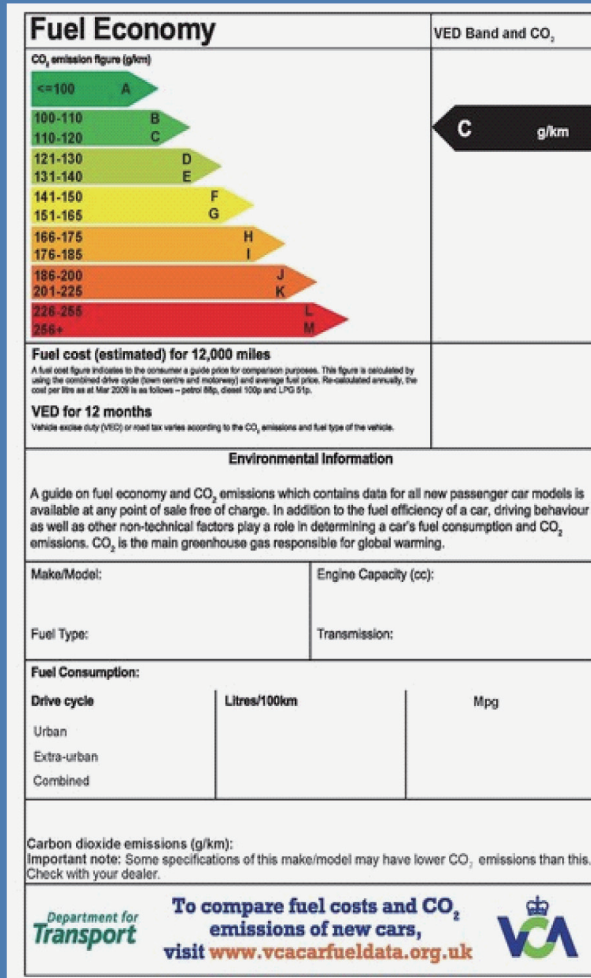 Fuel Economy
VED Band and CO₂
CO₂ emission figure (g/km)
<=100 A
100-110 B
110-120 C
C g/km
121-130 D
131-140 E
141-150 F
151-165 G
166-175 H
176-185 I
186-200 J
201-225 K
226-255 L
256+ M
Fuel cost (estimated) for 12,000 miles
A fuel cost figure indicates to the consumer a guide price for comparison purposes. This figure is calculated by
using the combined drive cycle (town centre and motorway) and average fuel price. Re-calculated annually, the
cost per litre as at Mar 2009 is as follows – petrol 88p, diesel 100p and LPG 51p.
VED for 12 months
Vehicle excise duty (VED) or road tax varies according to the CO₂ emissions and fuel type of the vehicle.
Environmental Information
A guide on fuel economy and CO₂ emissions which contains data for all new passenger car models is
available at any point of sale free of charge. In addition to the fuel efficiency of a car, driving behaviour
as well as other non-technical factors play a role in determining a car's fuel consumption and CO₂
emissions. CO₂ is the main greenhouse gas responsible for global warming.
Make/Model:
Engine Capacity (cc):
Fuel Type:
Transmission:
Fuel Consumption:
Drive cycle Litres/100km Mpg
Urban
Extra-urban
Combined
Carbon dioxide emissions (g/km):
Important note: Some specifications of this make/model may have lower CO₂ emissions than this.
Check with your dealer.
Department for
Transport
To compare fuel costs and CO₂
emissions of new cars,
visit www.vcacarfueldata.org.uk
VCA